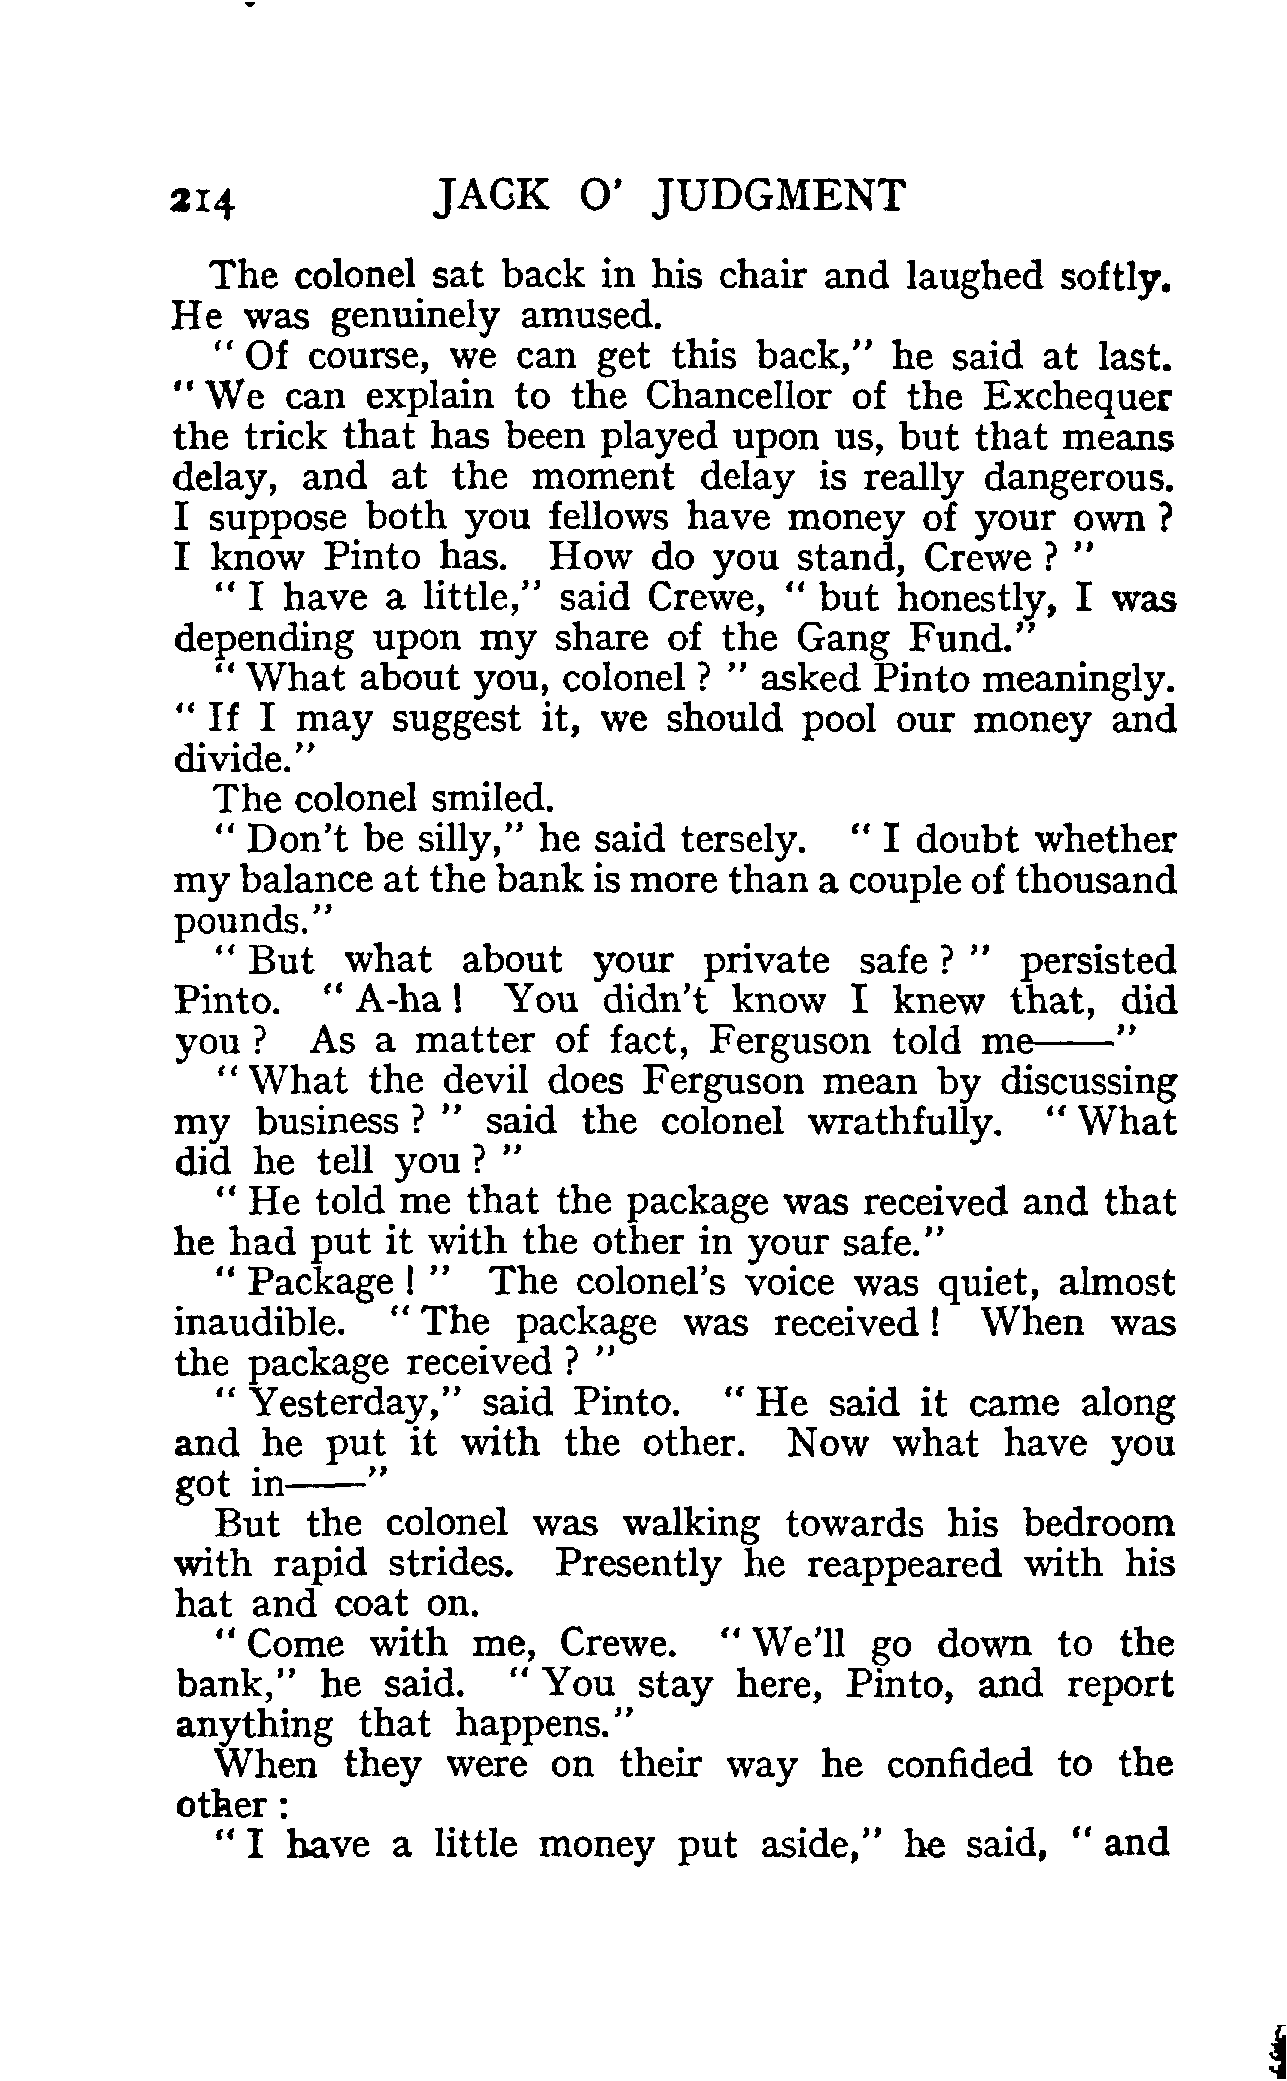 214 JACK O' JUDGMENT
The colonel sat back in his chair and laughed softly.
He was genuinely amused.
" Of course, we can get this back," he said at last.
" We can explain to the Chancellor of the Exchequer
the trick that has been played upon us, but that means
delay, and at the moment delay is really dangerous.
I suppose both you fellows have money of your own ?
I know Pinto has. How do you stand, Crewe ? "
" I have a little," said Crewe, " but honestly, I was
depending upon my share of the Gang Fund."
" What about you, colonel ? " asked Pinto meaningly.
" If I may suggest it, we should pool our money and
divide."
The colonel smiled.
" Don't be silly," he said tersely. " I doubt whether
my balance at the bank is more than a couple of thousand
pounds."
" But what about your private safe ? " persisted
Pinto. " A-ha ! You didn't know I knew that, did
you ? As a matter of fact, Ferguson told me——"
" What the devil does Ferguson mean by discussing
my business ? " said the colonel wrathfully. " What
did he tell you ? "
" He told me that the package was received and that
he had put it with the other in your safe."
" Package ! " The colonel's voice was quiet, almost
inaudible. " The package was received ! When was
the package received ? "
" Yesterday," said Pinto. " He said it came along
and he put it with the other. Now what have you
got in——"
But the colonel was walking towards his bedroom
with rapid strides. Presently he reappeared with his
hat and coat on.
" Come with me, Crewe. " We'll go down to the
bank," he said. " You stay here, Pinto, and report
anything that happens."
When they were on their way he confided to the
other :
" I have a little money put aside," he said, " and